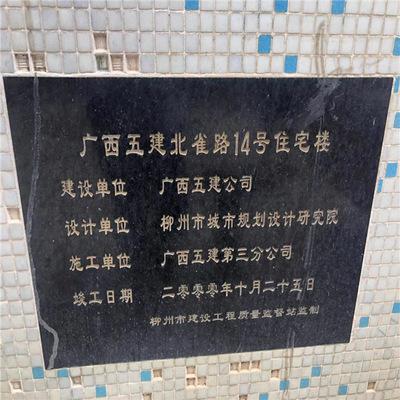 广西五建北雀路14号住宅楼
建设单位 广西五建公司
设计单位 柳州市城市规划设计研究院
施工单位 广西五建第三分公司
竣工日期 二零零零年十月二十五日
柳州市建设工程质量监督站监制